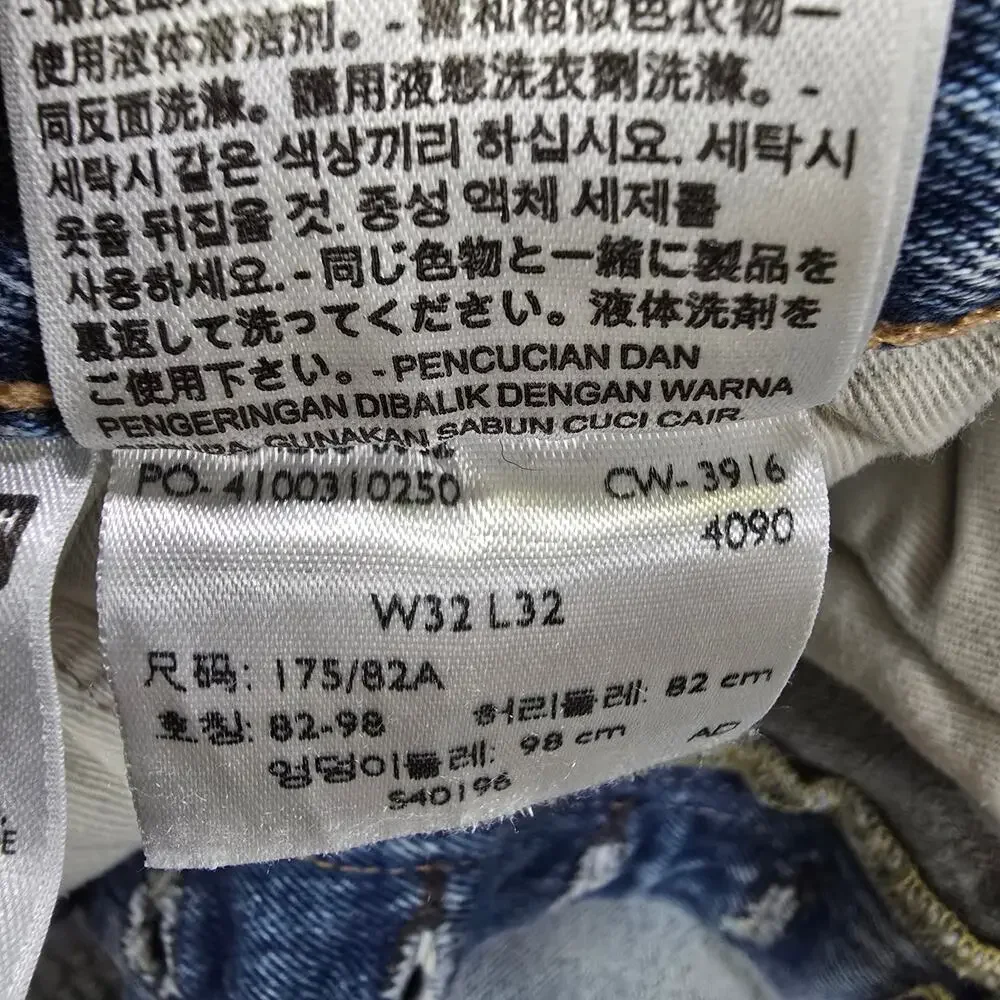 使用液体清洁剂。- 請和相似色衣物一
同反面洗滌。請用液態洗衣劑洗滌。-
세탁시 같은 색상끼리 하십시요. 세탁시
옷을 뒤집을 것. 중성 액체 세제를
사용하세요. - 同じ色物と一緒に製品を
裏返して洗ってください。液体洗剤を
ご使用下さい。- PENCUCIAN DAN
PENGERINGAN DIBALIK DENGAN WARNA
GUNAKAN SABUN CUCI CAIR.
PO- 4100310250 CW- 3916
4090
W32 L32
尺码: 175/82A
호칭: 82-98 허리둘레: 82 cm
엉덩이둘레: 98 cm AD
S40196
E